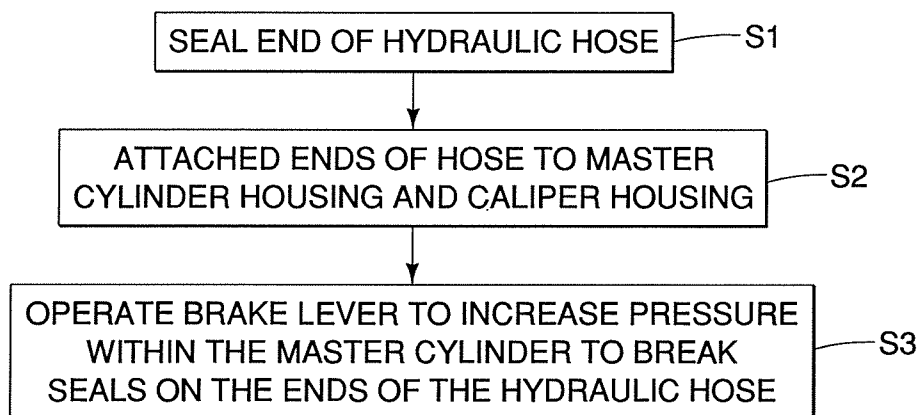 SEAL END OF HYDRAULIC HOSE
S1
ATTACHED ENDS OF HOSE TO MASTER
CYLINDER HOUSING AND CALIPER HOUSING
S2
OPERATE BRAKE LEVER TO INCREASE PRESSURE
WITHIN THE MASTER CYLINDER TO BREAK
SEALS ON THE ENDS OF THE HYDRAULIC HOSE
S3